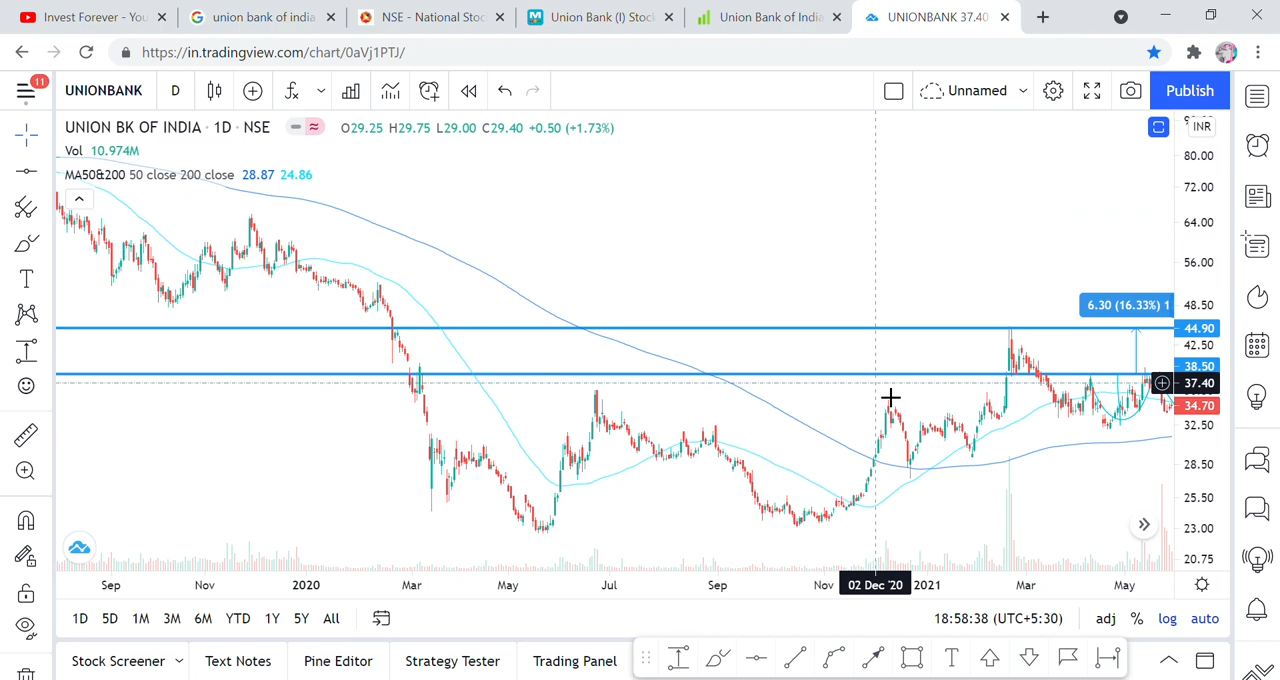 Invest Forever - You
union bank of india
NSE - National Stoc
Union Bank (I) Stoc
Union Bank of India
UNIONBANK 37.40
https://in.tradingview.com/chart/0aVj1PTJ/
11
UNIONBANK
D
Unnamed
Publish
UNION BK OF INDIA · 1D · NSE
O29.25 H29.75 L29.00 C29.40 +0.50 (+1.73%)
INR
Vol 10.974M
80.00
MA50&200 50 close 200 close 28.87 24.86
72.00
64.00
56.00
6.30 (16.33%) 1
48.50
44.90
42.50
38.50
37.40
34.70
32.50
28.50
25.50
23.00
20.75
Sep Nov 2020 Mar May Jul Sep Nov 02 Dec '20 2021 Mar May
1D 5D 1M 3M 6M YTD 1Y 5Y All
18:58:38 (UTC+5:30) adj % log auto
Stock Screener Text Notes Pine Editor Strategy Tester Trading Panel